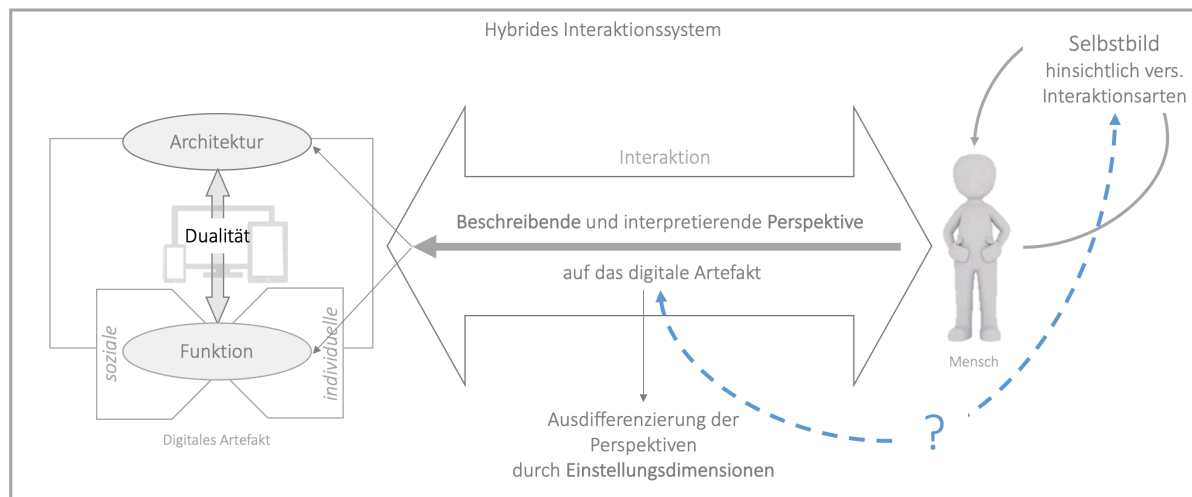 Hybrides Interaktionssystem
Selbstbild
hinsichtlich vers.
Interaktionsarten
Architektur
Interaktion
Beschreibende und interpretierende Perspektive
Dualität
auf das digitale Artefakt
soziale
Funktion
individuelle
Mensch
Digitales Artefakt
Ausdifferenzierung der
Perspektiven
durch Einstellungsdimensionen
?